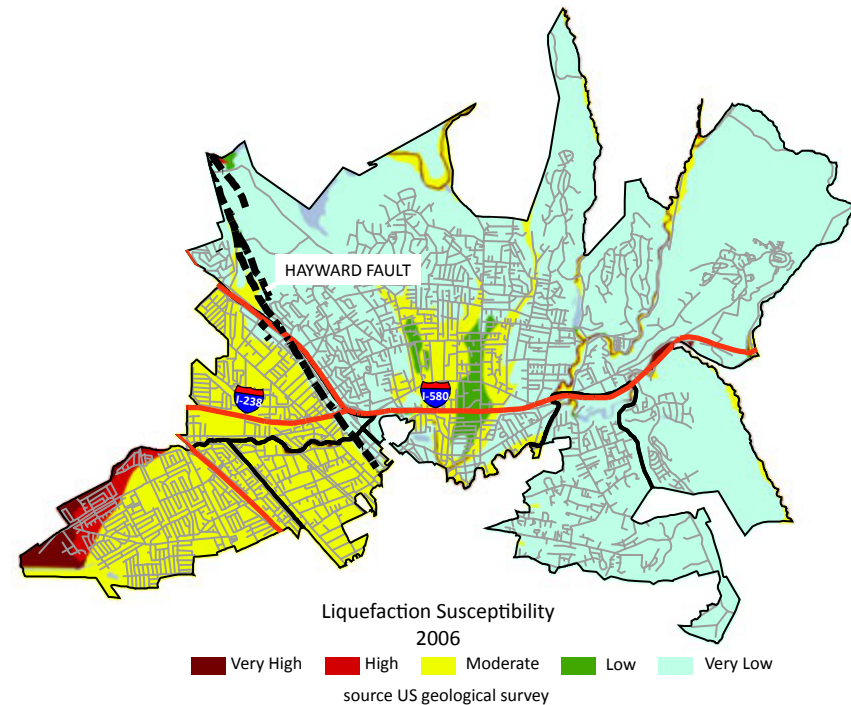 HAYWARD FAULT
I-238
I-580
Liquefaction Susceptibility
2006
Very High High Moderate Low Very Low
source US geological survey